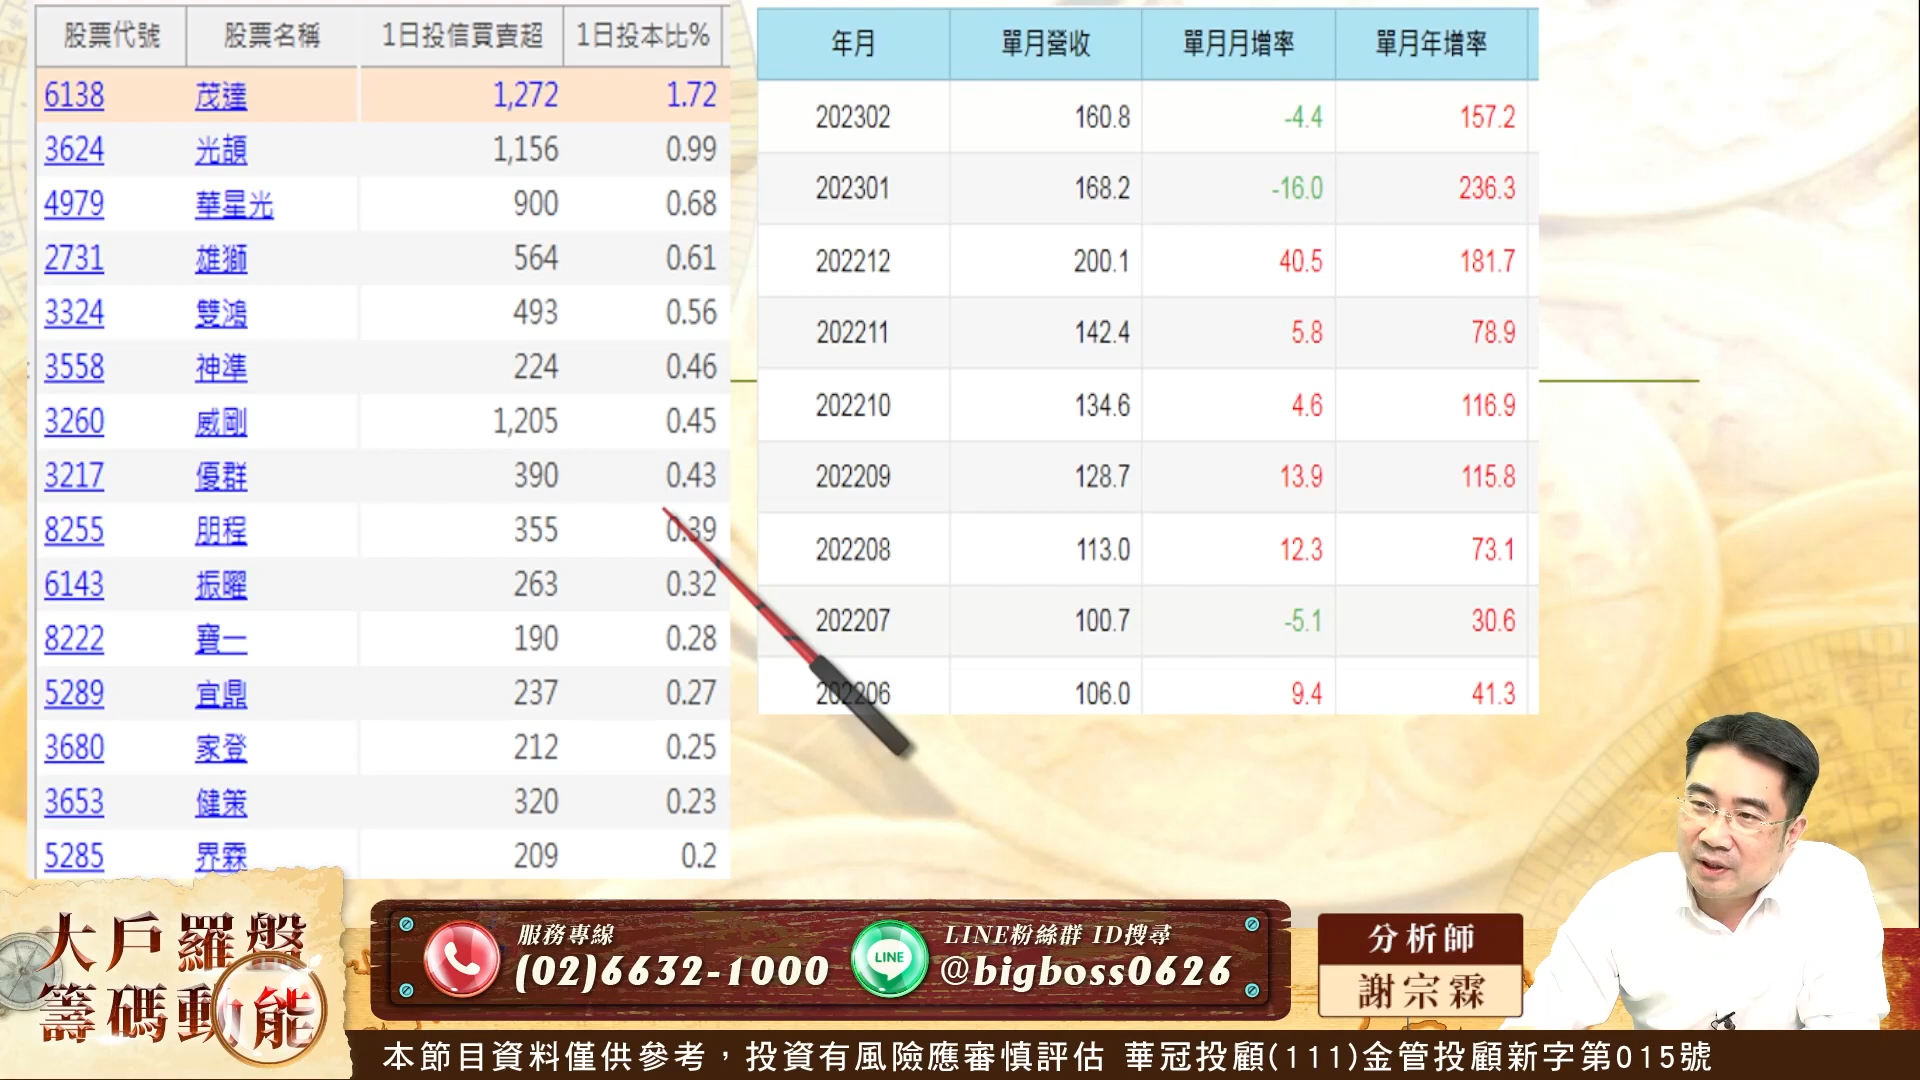 股票代號 股票名稱 1日投信買賣超 1日投本比%
6138 茂達 1,272 1.72
3624 光頡 1,156 0.99
4979 華星光 900 0.68
2731 雄獅 564 0.61
3324 雙鴻 493 0.56
3558 神準 224 0.46
3260 威剛 1,205 0.45
3217 優群 390 0.43
8255 朋程 355 0.39
6143 振曜 263 0.32
8222 寶一 190 0.28
5289 宜鼎 237 0.27
3680 家登 212 0.25
3653 健策 320 0.23
5285 界霖 209 0.2
年月 單月營收 單月月增率 單月年增率
202302 160.8 -4.4 157.2
202301 168.2 -16.0 236.3
202212 200.1 40.5 181.7
202211 142.4 5.8 78.9
202210 134.6 4.6 116.9
202209 128.7 13.9 115.8
202208 113.0 12.3 73.1
202207 100.7 -5.1 30.6
202206 106.0 9.4 41.3
大戶羅盤
籌碼動能
服務專線
(02)6632-1000
LINE
LINE粉絲群 ID搜尋
@bigboss0626
分析師
謝宗霖
本節目資料僅供參考，投資有風險應審慎評估 華冠投顧(111)金管投顧新字第015號